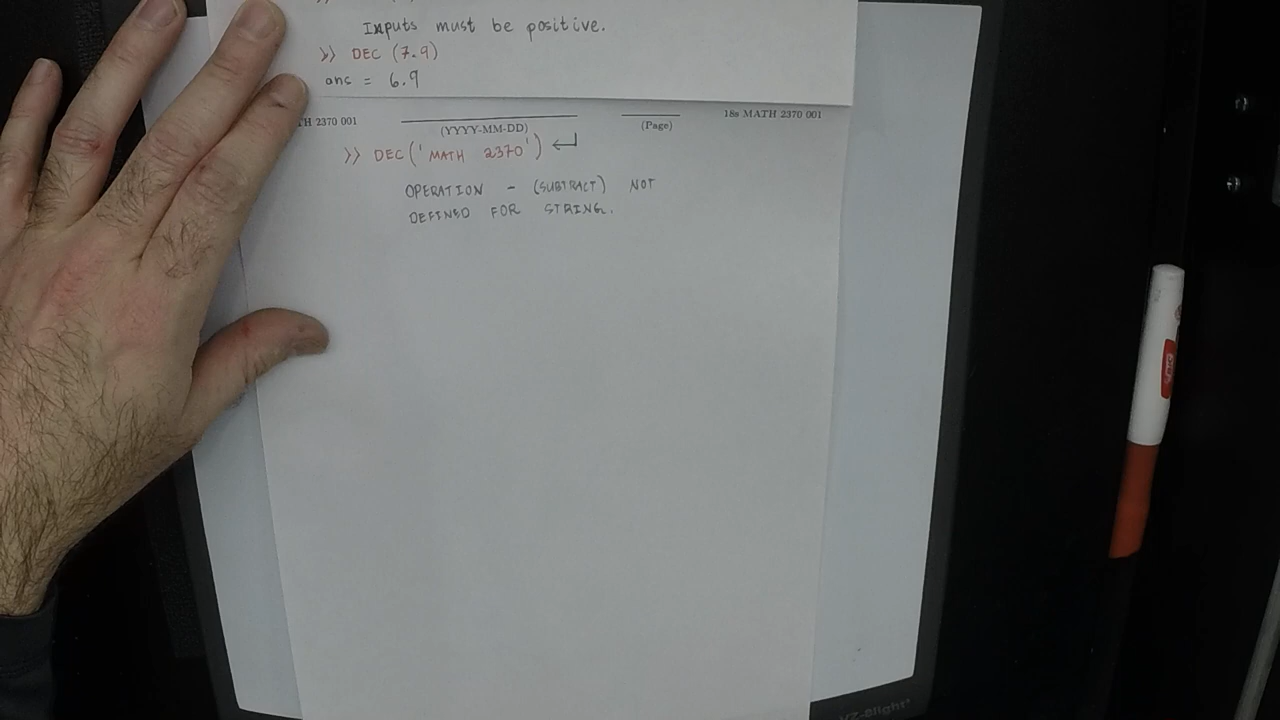 Inputs must be positive.
>> DEC (7.9)
ans = 6.9
TH 2370 001
(YYYY-MM-DD)
(Page)
18s MATH 2370 001
>> DEC('MATH 2370') ↵
OPERATION - (SUBTRACT) NOT
DEFINED FOR STRING.